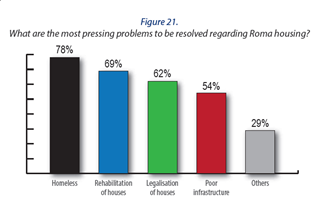 Figure 21.
What are the most pressing problems to be resolved regarding Roma housing?
78%
69%
62%
54%
29%
Homeless
Rehabilitation
of houses
Legalisation
of houses
Poor
infrastructure
Others